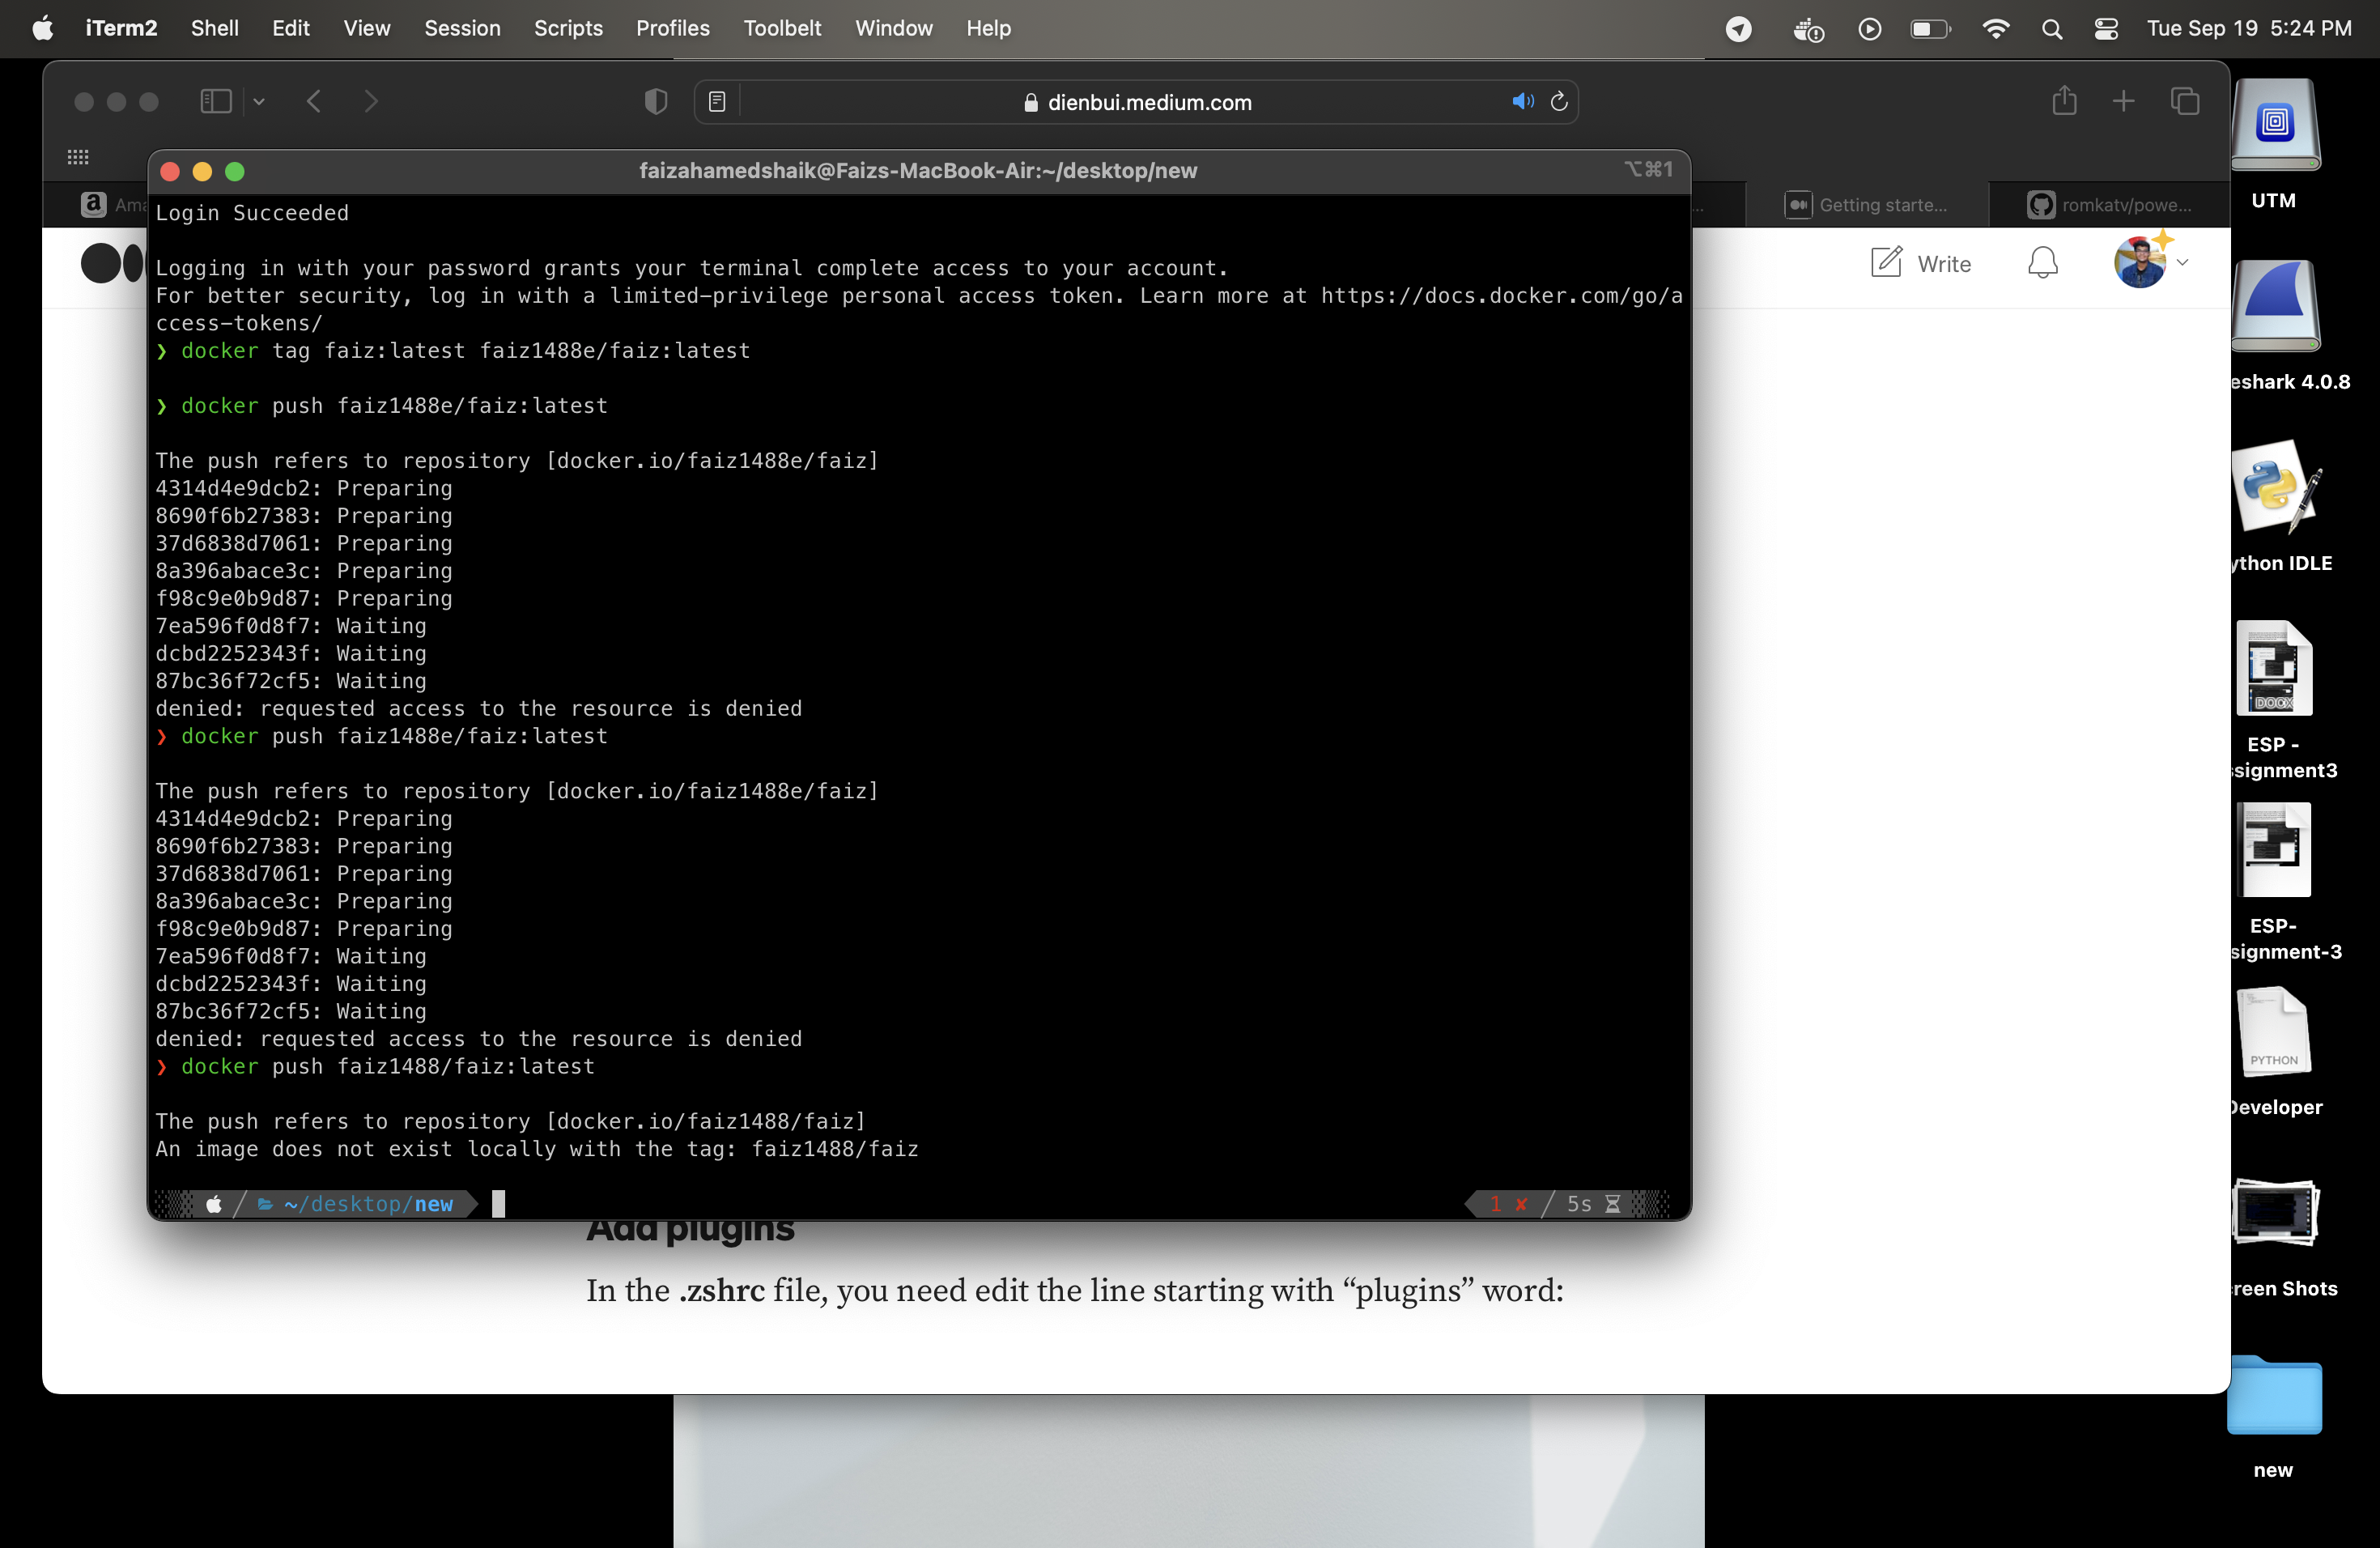 iTerm2 Shell Edit View Session Scripts Profiles Toolbelt Window Help Tue Sep 19 5:24 PM
dienbui.medium.com
faizahamedshaik@Faizs-MacBook-Air:~/desktop/new ⌥⌘1
Ama
Getting starte...
romkatv/powe...
Write
Login Succeeded
Logging in with your password grants your terminal complete access to your account.
For better security, log in with a limited-privilege personal access token. Learn more at https://docs.docker.com/go/a
ccess-tokens/
❯ docker tag faiz:latest faiz1488e/faiz:latest
❯ docker push faiz1488e/faiz:latest
The push refers to repository [docker.io/faiz1488e/faiz]
4314d4e9dcb2: Preparing
8690f6b27383: Preparing
37d6838d7061: Preparing
8a396abace3c: Preparing
f98c9e0b9d87: Preparing
7ea596f0d8f7: Waiting
dcbd2252343f: Waiting
87bc36f72cf5: Waiting
denied: requested access to the resource is denied
❯ docker push faiz1488e/faiz:latest
The push refers to repository [docker.io/faiz1488e/faiz]
4314d4e9dcb2: Preparing
8690f6b27383: Preparing
37d6838d7061: Preparing
8a396abace3c: Preparing
f98c9e0b9d87: Preparing
7ea596f0d8f7: Waiting
dcbd2252343f: Waiting
87bc36f72cf5: Waiting
denied: requested access to the resource is denied
❯ docker push faiz1488/faiz:latest
The push refers to repository [docker.io/faiz1488/faiz]
An image does not exist locally with the tag: faiz1488/faiz
~/desktop/new 1 ✘ / 5s
Add plugins
In the .zshrc file, you need edit the line starting with “plugins” word:
UTM
eshark 4.0.8
ython IDLE
DOCX
ESP -
signment3
ESP-
signment-3
PYTHON
Developer
reen Shots
new